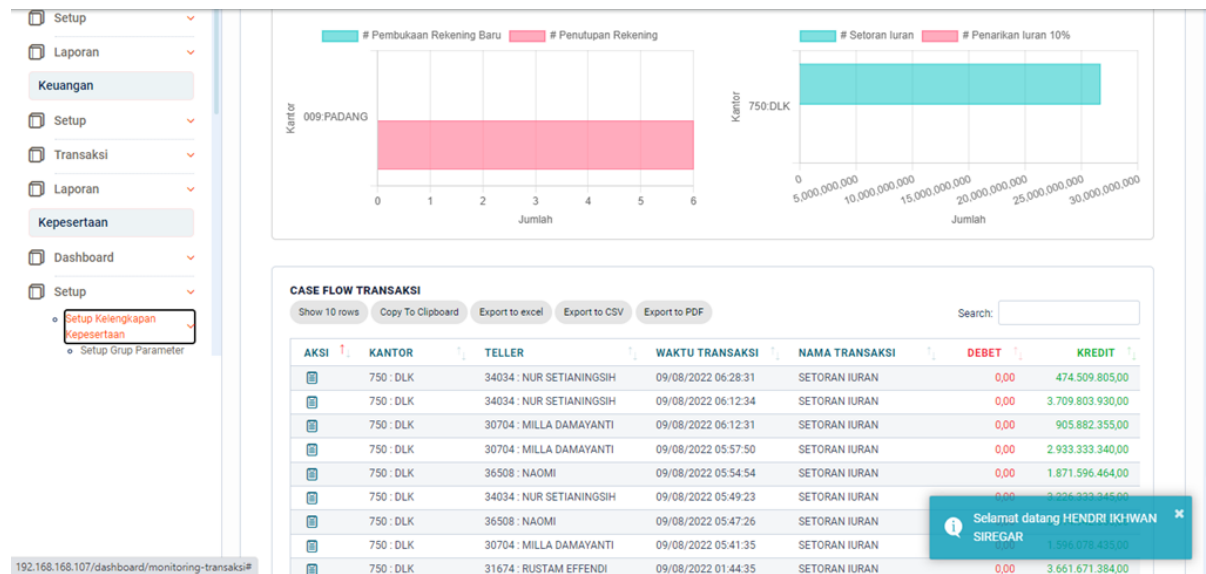 Setup
Laporan
Keuangan
Setup
Transaksi
Laporan
Kepesertaan
Dashboard
Setup
Setup Kelengkapan
Kepesertaan
Setup Grup Parameter
# Pembukaan Rekening Baru # Penutupan Rekening
Kantor
009:PADANG
0 1 2 3 4 5 6
Jumlah
# Setoran Iuran # Penarikan Iuran 10%
Kantor
750:DLK
0 5,000,000,000 10,000,000,000 15,000,000,000 20,000,000,000 25,000,000,000 30,000,000,000
Jumlah
CASE FLOW TRANSAKSI
Show 10 rows Copy To Clipboard Export to excel Export to CSV Export to PDF Search:
AKSI KANTOR TELLER WAKTU TRANSAKSI NAMA TRANSAKSI DEBET KREDIT
750 : DLK 34034 : NUR SETIANINGSIH 09/08/2022 06:28:31 SETORAN IURAN 0,00 474.509.805,00
750 : DLK 34034 : NUR SETIANINGSIH 09/08/2022 06:12:34 SETORAN IURAN 0,00 3.709.803.930,00
750 : DLK 30704 : MILLA DAMAYANTI 09/08/2022 06:12:31 SETORAN IURAN 0,00 905.882.355,00
750 : DLK 30704 : MILLA DAMAYANTI 09/08/2022 05:57:50 SETORAN IURAN 0,00 2.933.333.340,00
750 : DLK 36508 : NAOMI 09/08/2022 05:54:54 SETORAN IURAN 0,00 1.871.596.464,00
750 : DLK 34034 : NUR SETIANINGSIH 09/08/2022 05:49:23 SETORAN IURAN 0,00 3.226.333.345,00
750 : DLK 36508 : NAOMI 09/08/2022 05:47:26 SETORAN IURAN
750 : DLK 30704 : MILLA DAMAYANTI 09/08/2022 05:41:35 SETORAN IURAN 0,00 1.596.078.435,00
750 : DLK 31674 : RUSTAM EFFENDI 09/08/2022 01:44:35 SETORAN IURAN 0,00 3.661.671.384,00
Selamat datang HENDRI IKHWAN
SIREGAR
192.168.168.107/dashboard/monitoring-transaksi#